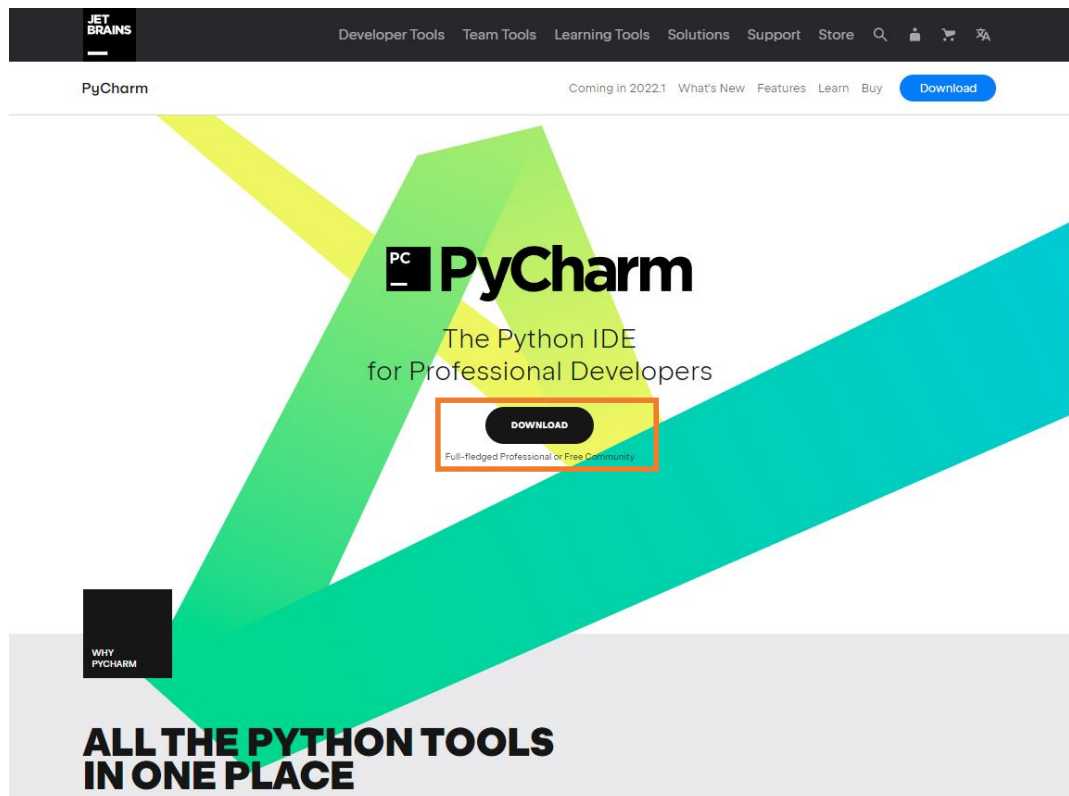 JET
BRAINS
Developer Tools Team Tools Learning Tools Solutions Support Store
PyCharm
Coming in 2022.1 What's New Features Learn Buy Download
PC
PyCharm
The Python IDE
for Professional Developers
DOWNLOAD
Full-fledged Professional or Free Community
WHY
PYCHARM
ALL THE PYTHON TOOLS
IN ONE PLACE